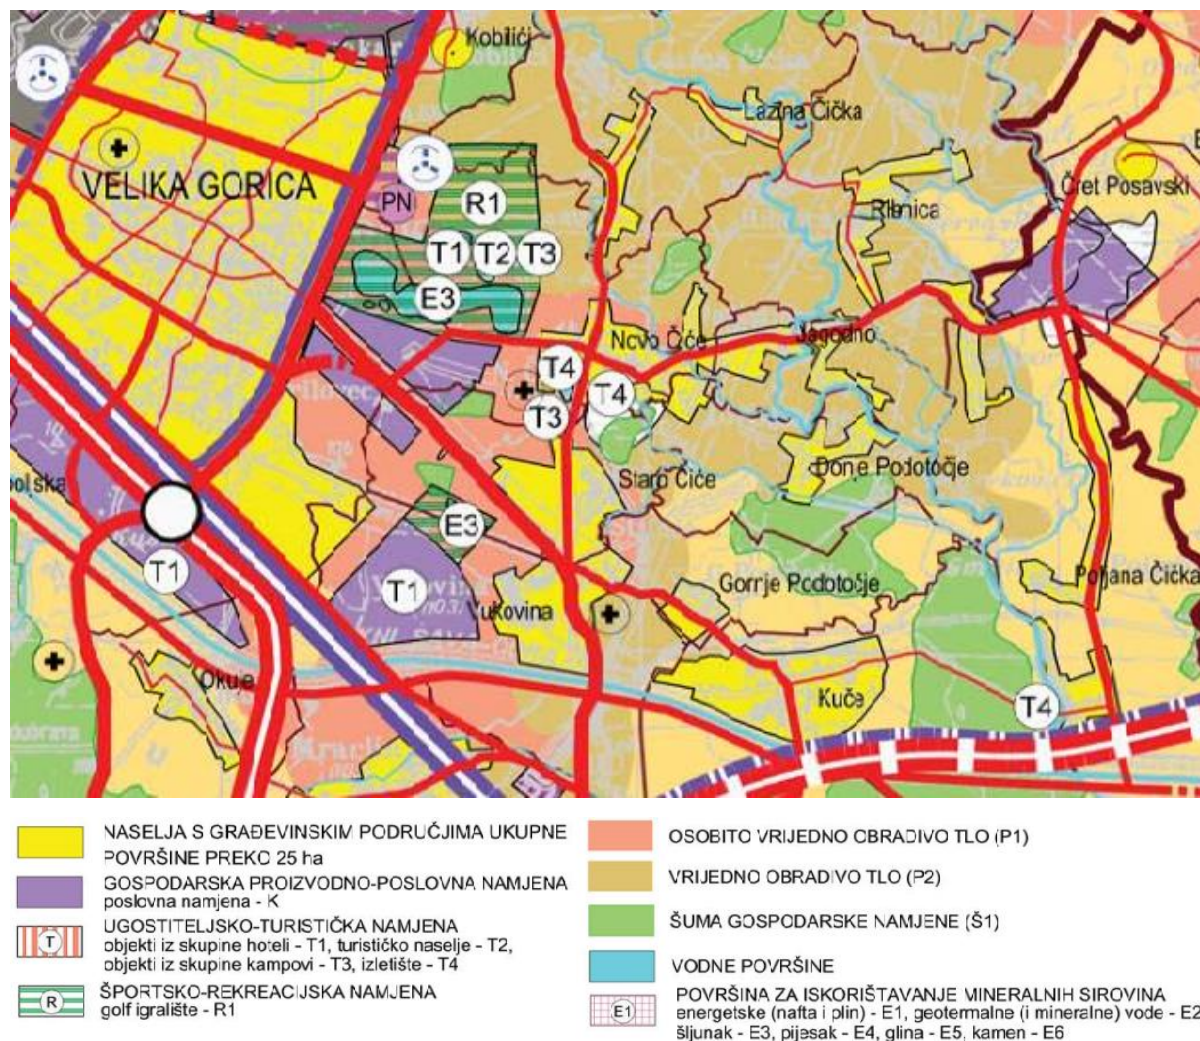 Kobilići
Lazina Čička
VELIKA GORICA
Čret Posavski
PN
R1
Ribnica
T1
T2
T3
E3
Novo Čiče
Jagodno
T4
T4
T3
Staro Čiče
Donje Podotočje
E3
T1
T1
Gornje Podotočje
Poljana Čička
Vukovina
Okuje
Kuče
T4
NASELJA S GRAĐEVINSKIM PODRUČJIMA UKUPNE
POVRŠINE PREKO 25 ha
GOSPODARSKA PROIZVODNO-POSLOVNA NAMJENA
poslovna namjena - K
T
UGOSTITELJSKO-TURISTIČKA NAMJENA
objekti iz skupine hoteli - T1, turističko naselje - T2,
objekti iz skupine kampovi - T3, izletište - T4
R
ŠPORTSKO-REKREACIJSKA NAMJENA
golf igralište - R1
OSOBITO VRIJEDNO OBRADIVO TLO (P1)
VRIJEDNO OBRADIVO TLO (P2)
ŠUMA GOSPODARSKE NAMJENE (Š1)
VODNE POVRŠINE
E1
POVRŠINA ZA ISKORIŠTAVANJE MINERALNIH SIROVINA
energetske (nafta i plin) - E1, geotermalne (i mineralne) vode - E2
šljunak - E3, pijesak - E4, glina - E5, kamen - E6